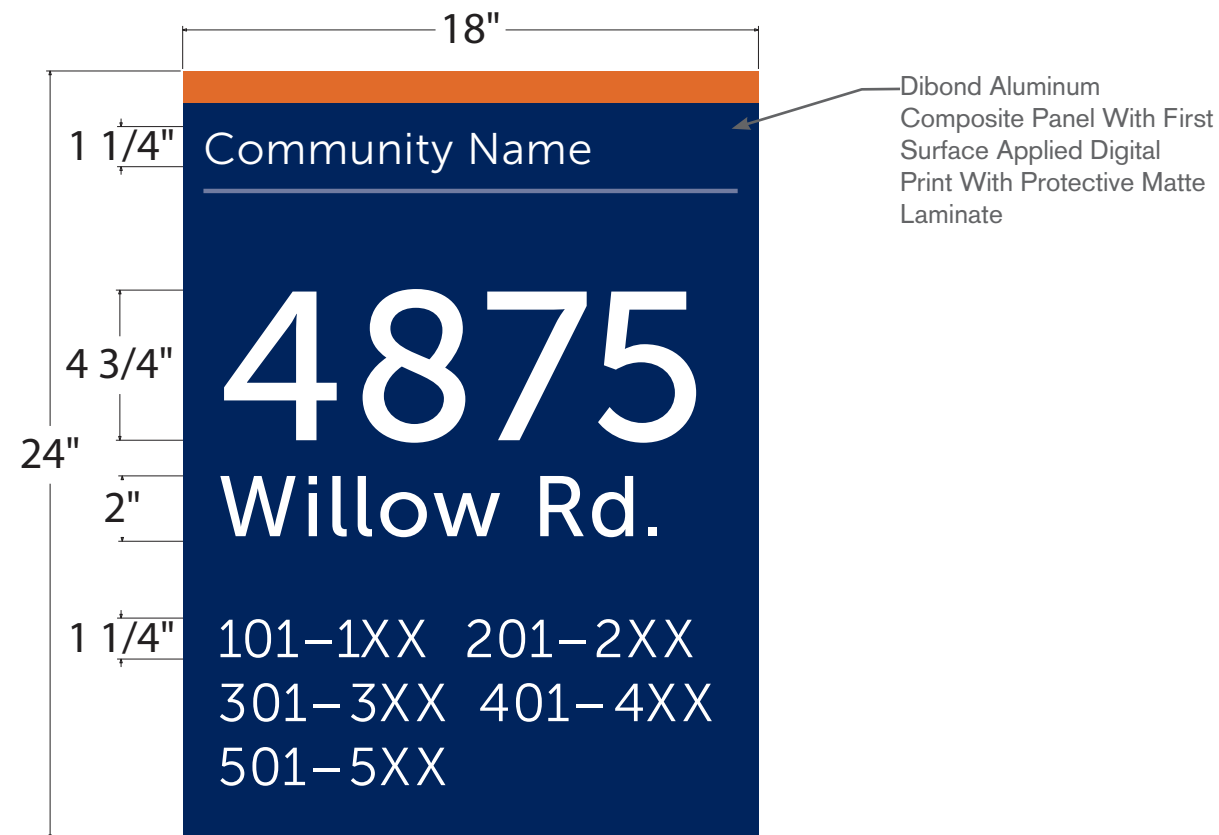 18"
Dibond Aluminum
Composite Panel With First
Surface Applied Digital
Print With Protective Matte
Laminate
1 1/4"
Community Name
4 3/4"
4875
24"
2"
Willow Rd.
1 1/4"
101–1XX 201–2XX
301–3XX 401–4XX
501–5XX